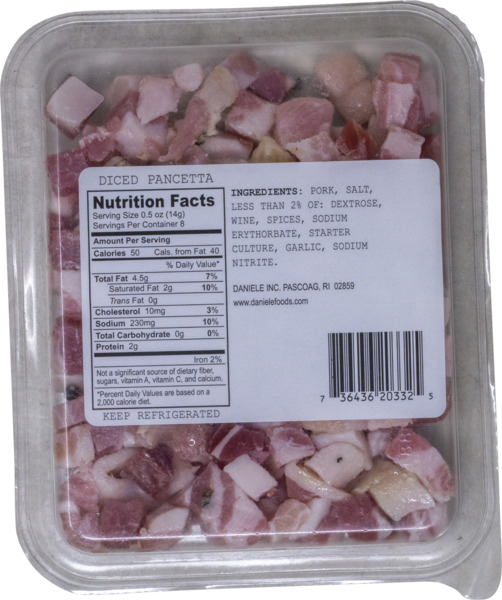 DICED PANCETTA
Nutrition Facts
Serving Size 0.5 oz (14g)
Servings Per Container 8
Amount Per Serving
Calories 50 Cals. from Fat 40
% Daily Value*
Total Fat 4.5g 7%
Saturated Fat 2g 10%
Trans Fat 0g
Cholesterol 10mg 3%
Sodium 230mg 10%
Total Carbohydrate 0g 0%
Protein 2g
Iron 2%
Not a significant source of dietary fiber,
sugars, vitamin A, vitamin C, and calcium.
*Percent Daily Values are based on a
2,000 calorie diet.
KEEP REFRIGERATED
INGREDIENTS: PORK, SALT,
LESS THAN 2% OF: DEXTROSE,
WINE, SPICES, SODIUM
ERYTHORBATE, STARTER
CULTURE, GARLIC, SODIUM
NITRITE.
DANIELE INC. PASCOAG, RI 02859
www.danielefoods.com
7 36436 20332 5